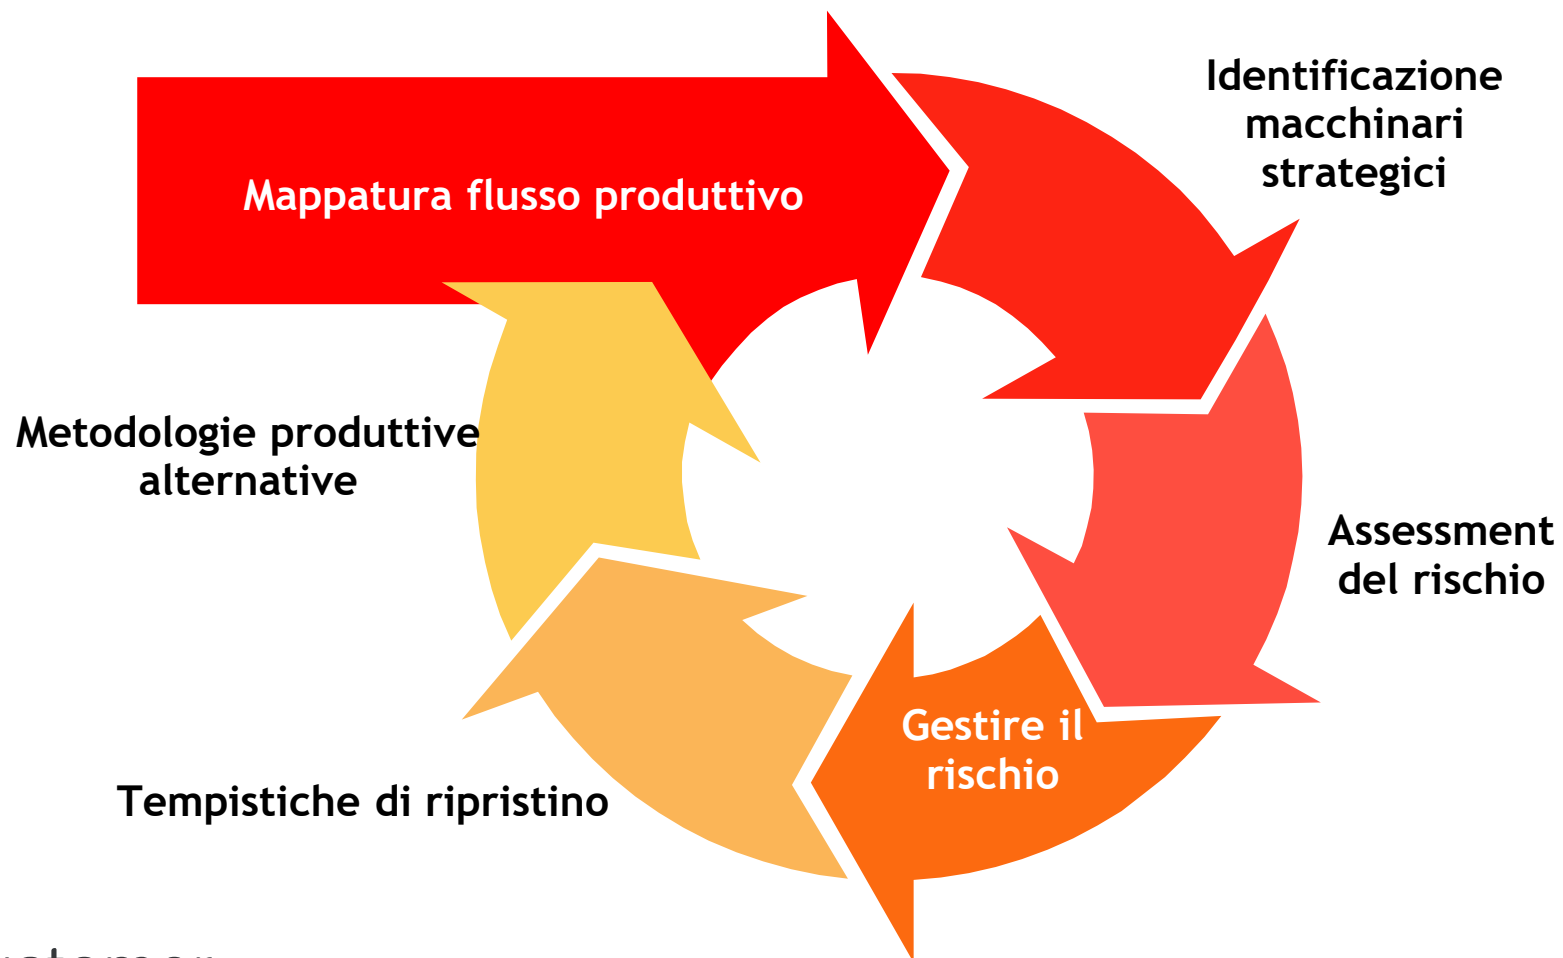 Mappatura flusso produttivo
Identificazione
macchinari
strategici
Assessment
del rischio
Gestire il
rischio
Tempistiche di ripristino
Metodologie produttive
alternative